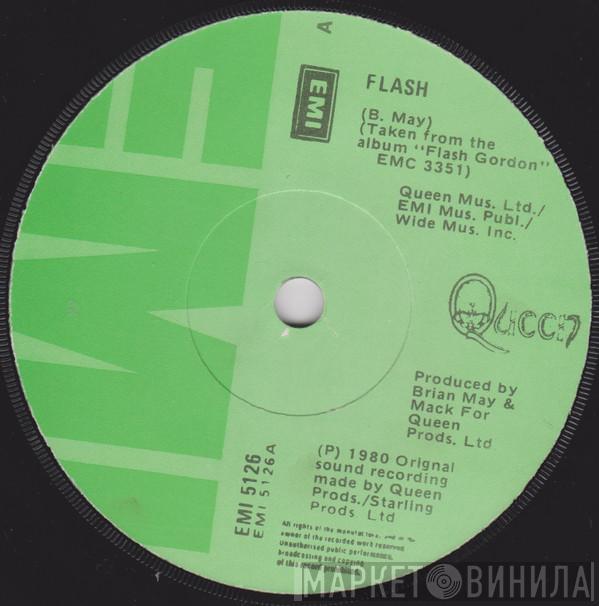 A
EMI
FLASH
(B. May)
(Taken from the
album "Flash Gordon"
EMC 3351)
Queen Mus. Ltd./
EMI Mus. Publ./
Wide Mus. Inc.
Queen
Produced by
Brian May &
Mack For
Queen
Prods. Ltd
(P) 1980 Orignal
sound recording
made by Queen
Prods./Starling
Prods. Ltd
EMI 5126
EMI 5126A
All rights of the manufacturer and of the
owner of the recorded work reserved
Unauthorised public performance,
broadcasting and copying
of this record prohibited.
EMI
МАРКЕТ ВИНИЛА